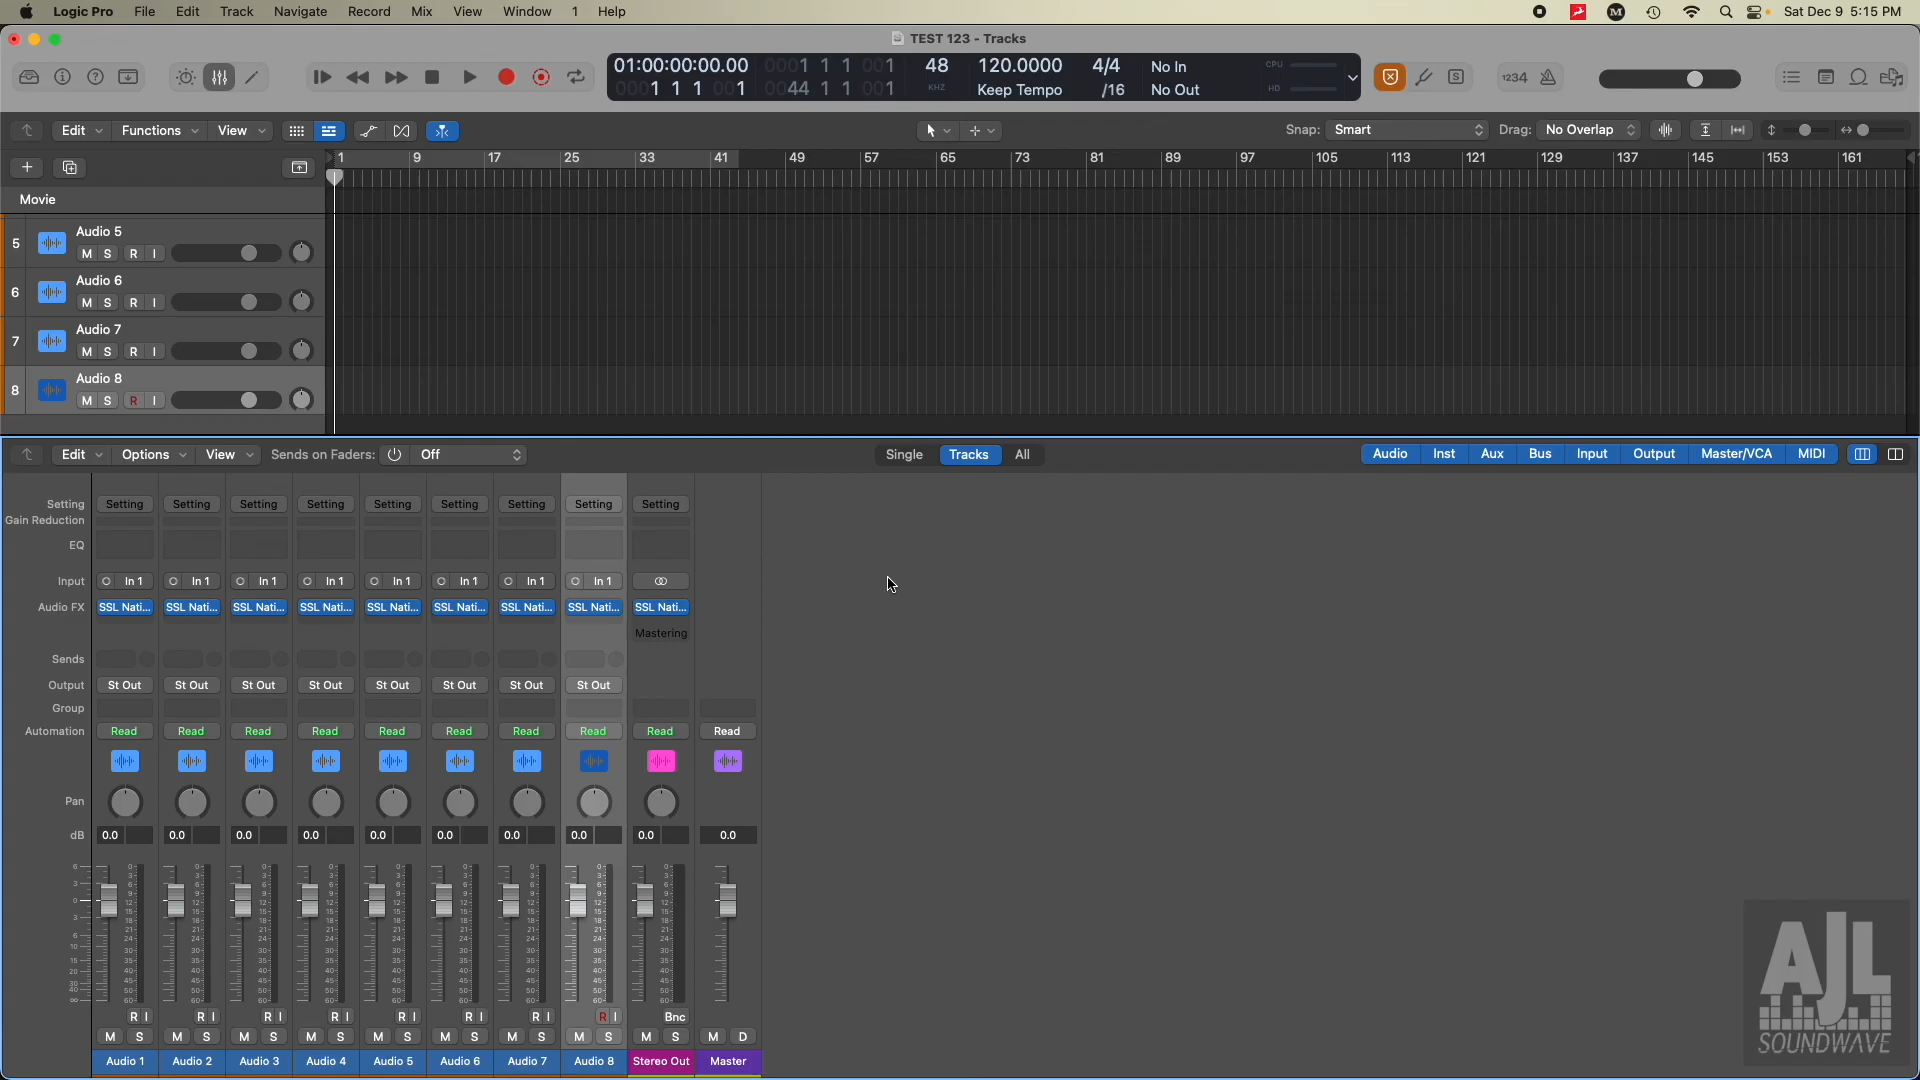 Logic Pro File Edit Track Navigate Record Mix View Window 1 Help
M Sat Dec 9 5:15 PM
TEST 123 - Tracks
01:00:00:00.00 0001 1 1 001 48 120.0000 4/4 No In CPU
0001 1 1 001 0044 1 1 001 KHZ Keep Tempo /16 No Out HD
S 1234
Edit Functions View Snap: Smart Drag: No Overlap
1 9 17 25 33 41 49 57 65 73 81 89 97 105 113 121 129 137 145 153 161
Movie
5 Audio 5
M S R I
6 Audio 6
M S R I
7 Audio 7
M S R I
8 Audio 8
M S R I
Edit Options View Sends on Faders: Off Single Tracks All Audio Inst Aux Bus Input Output Master/VCA MIDI
Setting Setting Setting Setting Setting Setting Setting Setting Setting Setting
Gain Reduction
EQ
Input In 1 In 1 In 1 In 1 In 1 In 1 In 1 In 1
Audio FX SSL Nati... SSL Nati... SSL Nati... SSL Nati... SSL Nati... SSL Nati... SSL Nati... SSL Nati... SSL Nati...
Mastering
Sends
Output St Out St Out St Out St Out St Out St Out St Out St Out
Group
Automation Read Read Read Read Read Read Read Read Read Read
Pan
dB 0.0 0.0 0.0 0.0 0.0 0.0 0.0 0.0 0.0 0.0
R I R I R I R I R I R I R I R I Bnc
M S M S M S M S M S M S M S M S M S M D
Audio 1 Audio 2 Audio 3 Audio 4 Audio 5 Audio 6 Audio 7 Audio 8 Stereo Out Master
AJL
SOUNDWAVE